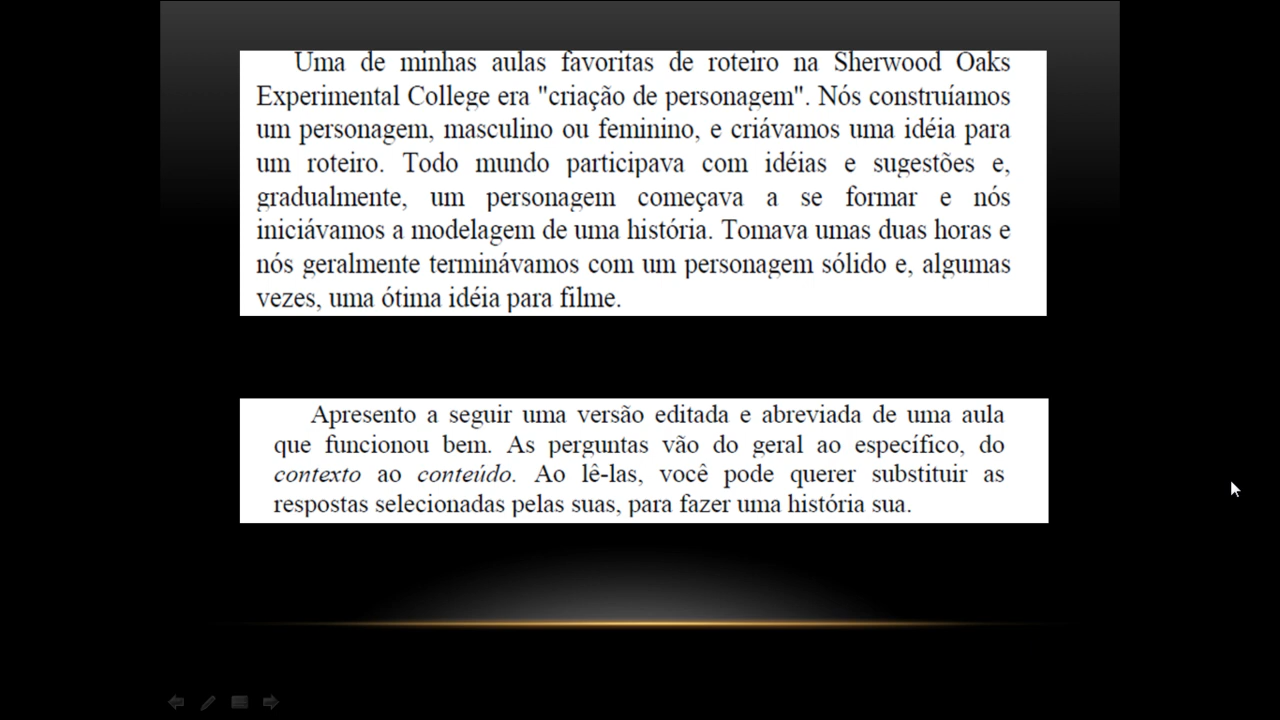 Uma de minhas aulas favoritas de roteiro na Sherwood Oaks
Experimental College era "criação de personagem". Nós construíamos
um personagem, masculino ou feminino, e criávamos uma idéia para
um roteiro. Todo mundo participava com idéias e sugestões e,
gradualmente, um personagem começava a se formar e nós
iniciávamos a modelagem de uma história. Tomava umas duas horas e
nós geralmente terminávamos com um personagem sólido e, algumas
vezes, uma ótima idéia para filme.
Apresento a seguir uma versão editada e abreviada de uma aula
que funcionou bem. As perguntas vão do geral ao específico, do
contexto ao conteúdo. Ao lê-las, você pode querer substituir as
respostas selecionadas pelas suas, para fazer uma história sua.